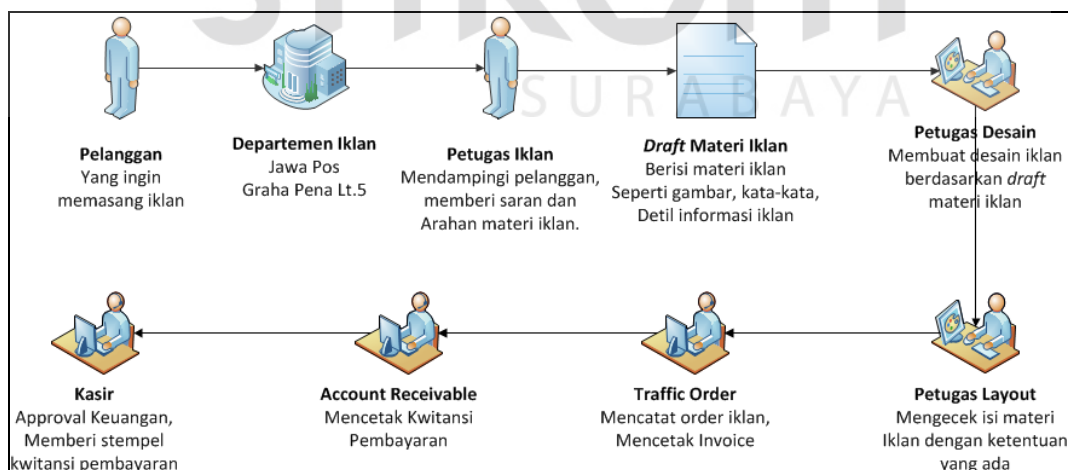 SURABAYA
Pelanggan
Yang ingin
memasang iklan
Departemen Iklan
Jawa Pos
Graha Pena Lt.5
Petugas Iklan
Mendampingi pelanggan,
memberi saran dan
Arahan materi iklan.
Draft Materi Iklan
Berisi materi iklan
Seperti gambar, kata-kata,
Detil informasi iklan
Petugas Desain
Membuat desain iklan
berdasarkan draft
materi iklan
Kasir
Approval Keuangan,
Memberi stempel
kwitansi pembayaran
Account Receivable
Mencetak Kwitansi
Pembayaran
Traffic Order
Mencatat order iklan,
Mencetak Invoice
Petugas Layout
Mengecek isi materi
Iklan dengan ketentuan
yang ada